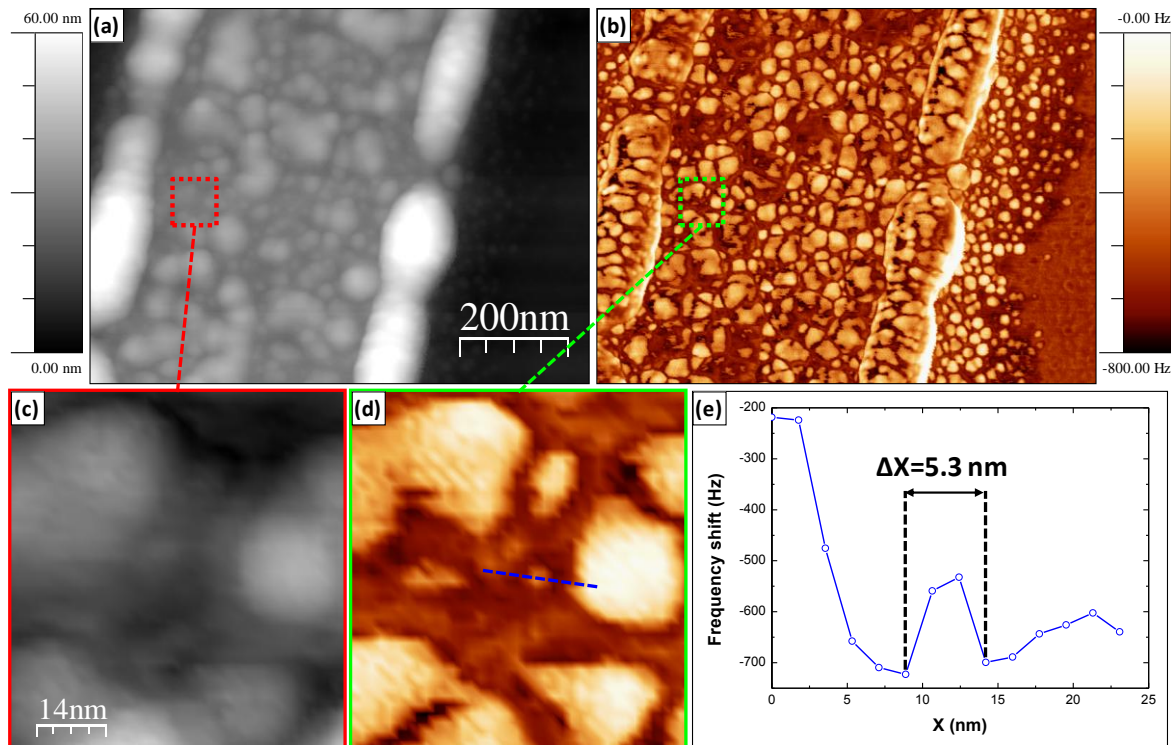 60.00 nm
(a)
200nm
0.00 nm
(b)
-0.00 Hz
-800.00 Hz
(c)
14nm
(d)
(e)
ΔX=5.3 nm
Frequency shift (Hz)
-200
-300
-400
-500
-600
-700
0
5
10
15
20
25
X (nm)